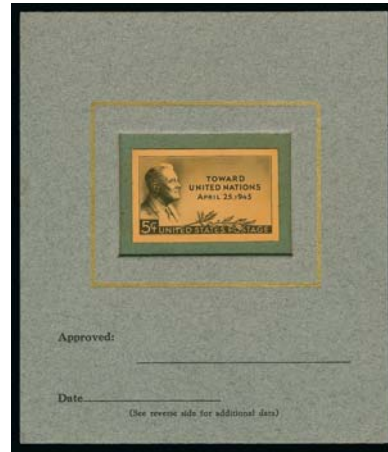 TOWARD
UNITED NATIONS
APRIL 25, 1945
5¢ UNITED STATES POSTAGE
Approved:
Date
(See reverse side for additional data)